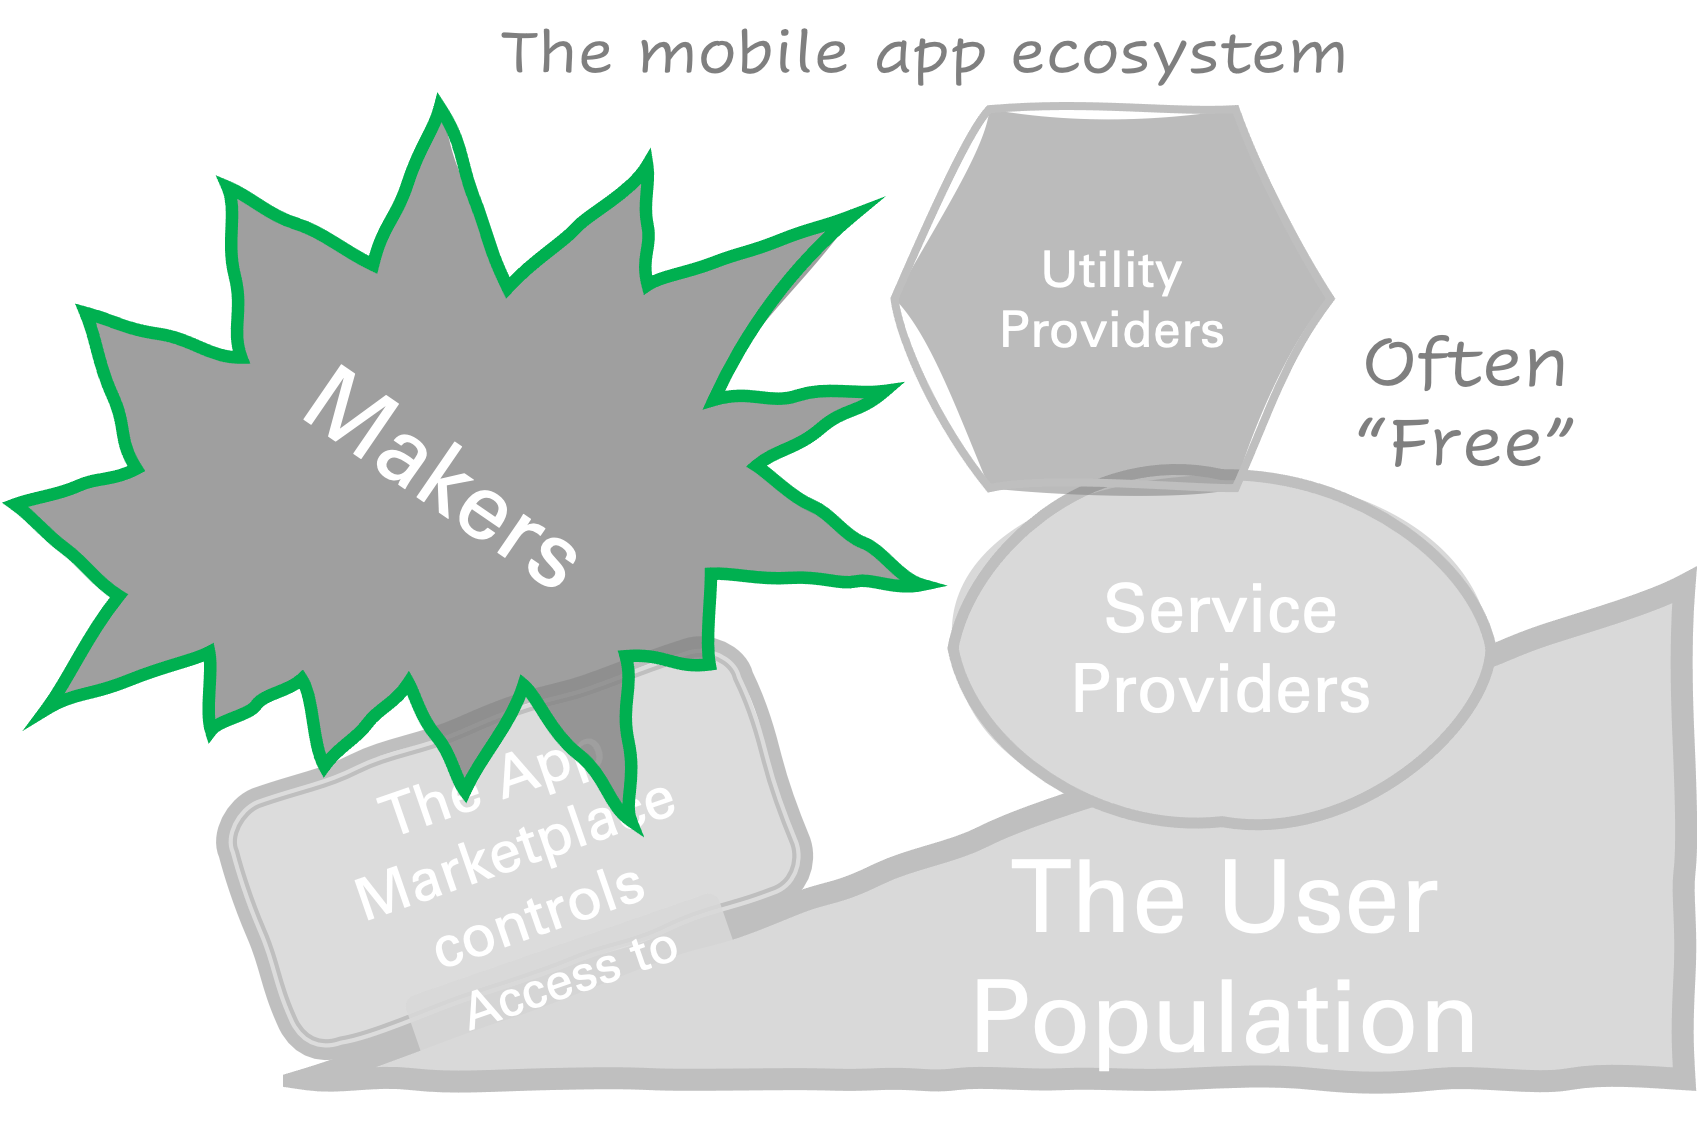 The mobile app ecosystem
Utility
Providers
Often
“Free”
Makers
Service
Providers
The App
Marketplace
controls
Access to
The User
Population